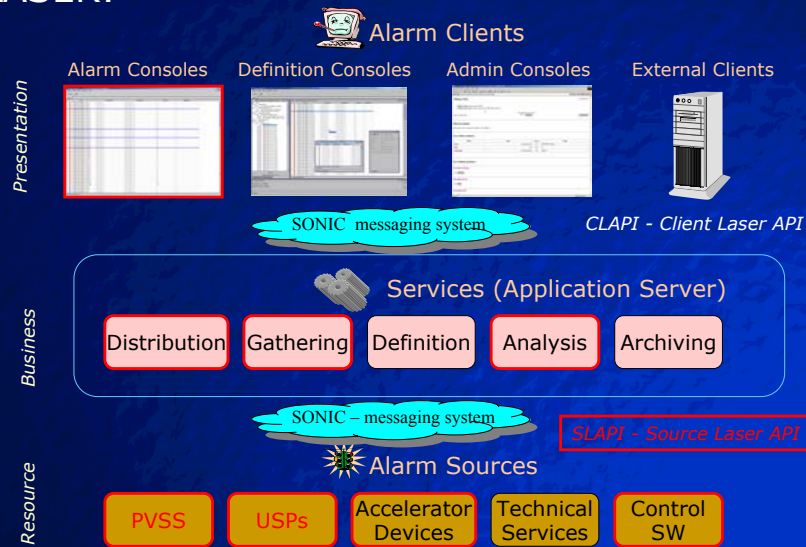 LASER?
Alarm Clients
Alarm Consoles
Definition Consoles
Admin Consoles
External Clients
Presentation
SONIC messaging system
CLAPI - Client Laser API
Services (Application Server)
Business
Distribution
Gathering
Definition
Analysis
Archiving
SONIC – messaging system
SLAPI - Source Laser API
Alarm Sources
Resource
PVSS
USPs
Accelerator
Devices
Technical
Services
Control
SW